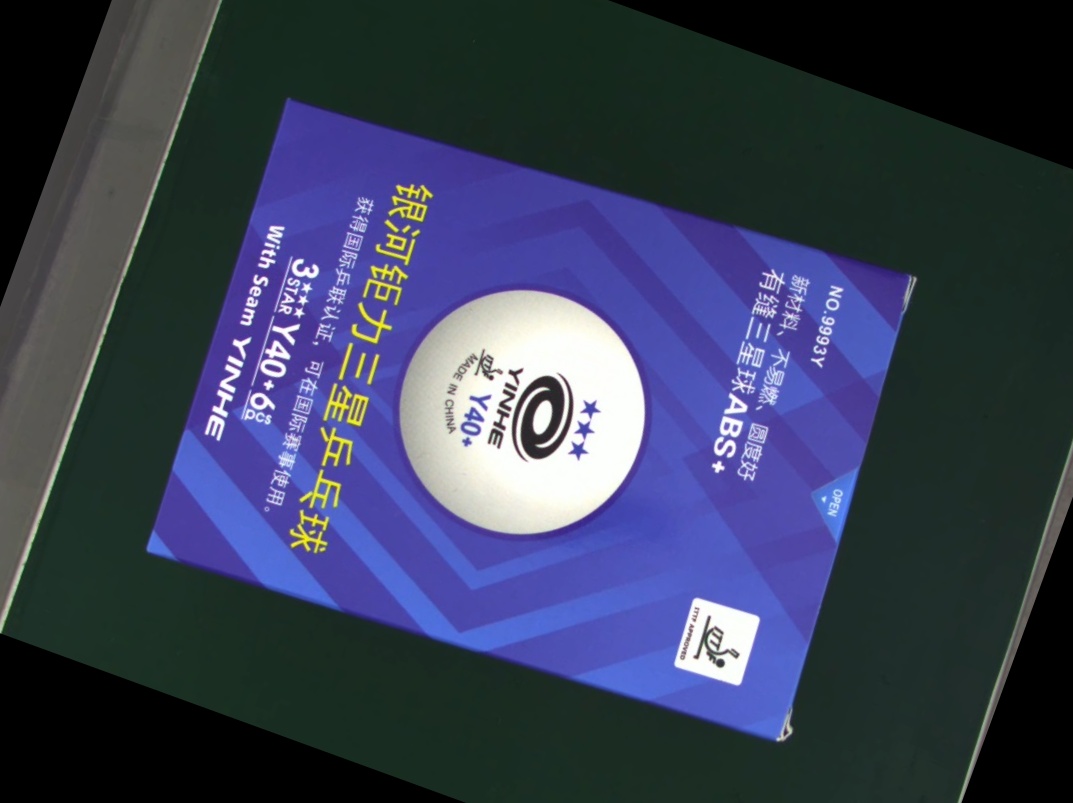 NO.9993Y
新材料、不易燃、圆度好
有缝三星球ABS+
OPEN
ITTF APPROVED
YINHE
Y40+
ITTF
MADE IN CHINA
银河钜力三星乒乓球
获得国际乒联认证，可在国际赛事使用。
3★★★ STAR Y40+ 6PCS
With Seam YINHE